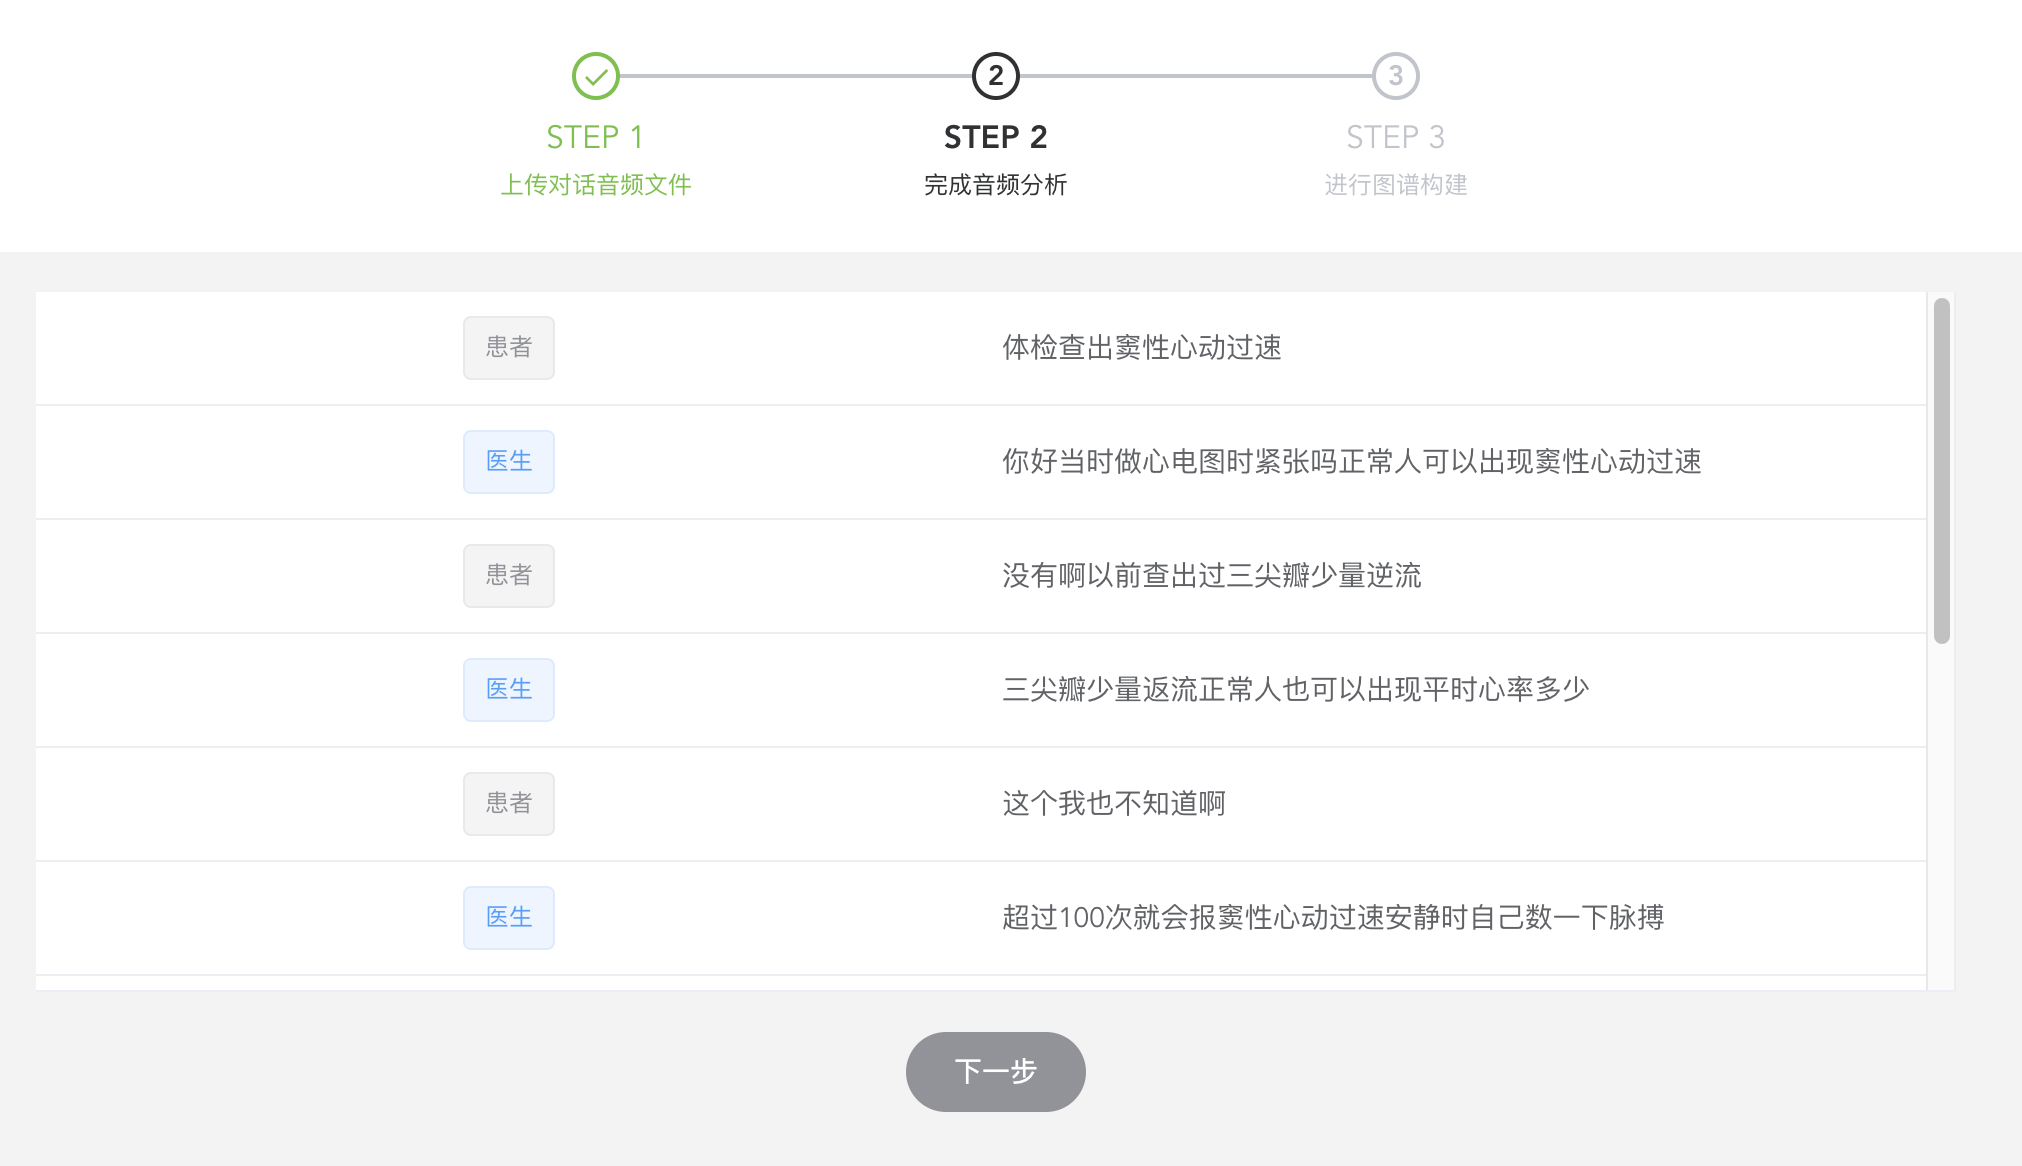 2
3
STEP 1
STEP 2
STEP 3
上传对话音频文件
完成音频分析
进行图谱构建
患者
体检查出窦性心动过速
医生
你好当时做心电图时紧张吗正常人可以出现窦性心动过速
患者
没有啊以前查出过三尖瓣少量逆流
医生
三尖瓣少量返流正常人也可以出现平时心率多少
患者
这个我也不知道啊
医生
超过100次就会报窦性心动过速安静时自己数一下脉搏
下一步